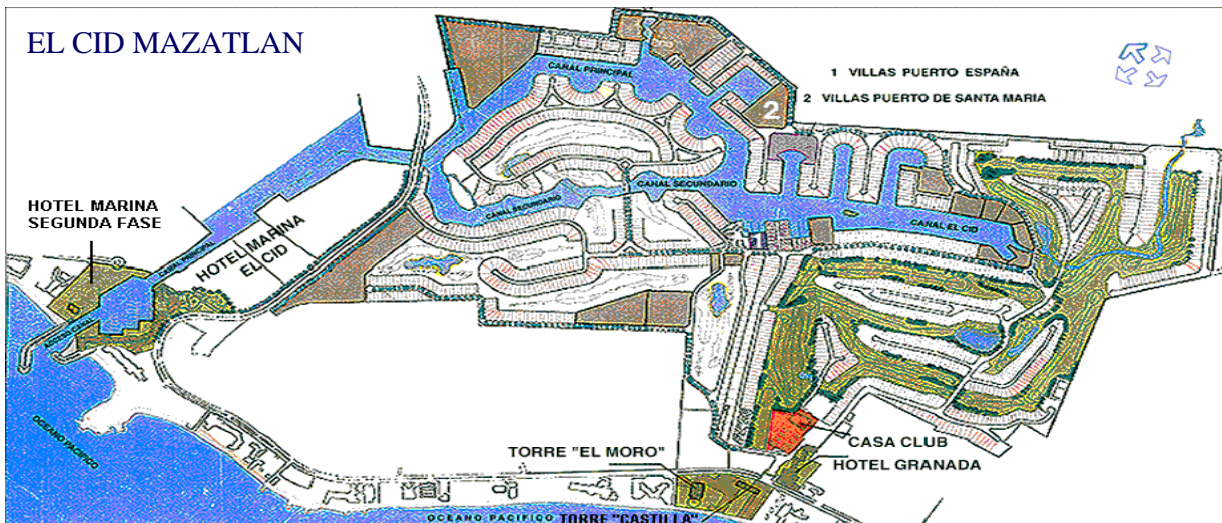 EL CID MAZATLAN
CANAL PRINCIPAL
1 VILLAS PUERTO ESPAÑA
2 VILLAS PUERTO DE SANTA MARIA
2
CANAL SECUNDARIO
CANAL SECUNDARIO
HOTEL MARINA
SEGUNDA FASE
CANAL PRINCIPAL
HOTEL MARINA
EL CID
CANAL EL CID
ACCESO CANAL
OCEANO PACIFICO
CASA CLUB
TORRE "EL MORO"
HOTEL GRANADA
OCEANO PACIFICO
TORRE "CASTILLA"